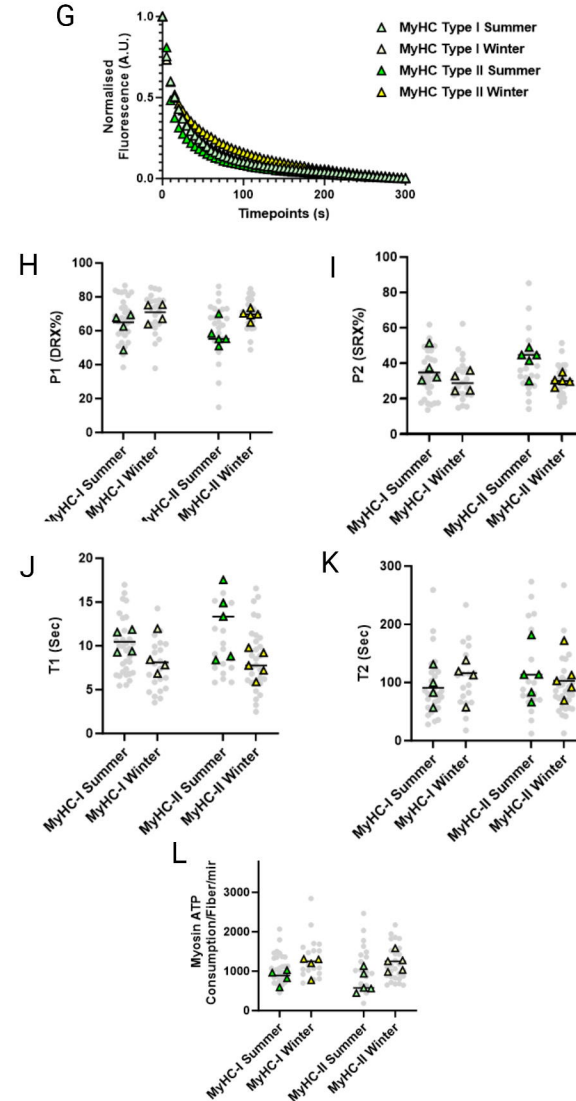 G
Normalised
Fluorescence (A.U.)
1.0
0.5
0.0
0
100
200
300
Timepoints (s)
MyHC Type I Summer
MyHC Type I Winter
MyHC Type II Summer
MyHC Type II Winter
H
P1 (DRX%)
100
80
60
40
20
0
MyHC-I Summer
MyHC-I Winter
MyHC-II Summer
MyHC-II Winter
I
P2 (SRX%)
100
80
60
40
20
0
MyHC-I Summer
MyHC-I Winter
MyHC-II Summer
MyHC-II Winter
J
T1 (Sec)
20
15
10
5
0
MyHC-I Summer
MyHC-I Winter
MyHC-II Summer
MyHC-II Winter
K
T2 (Sec)
300
200
100
0
MyHC-I Summer
MyHC-I Winter
MyHC-II Summer
MyHC-II Winter
L
Myosin ATP
Consumption/Fiber/mir
3000
2000
1000
0
MyHC-I Summer
MyHC-I Winter
MyHC-II Summer
MyHC-II Winter